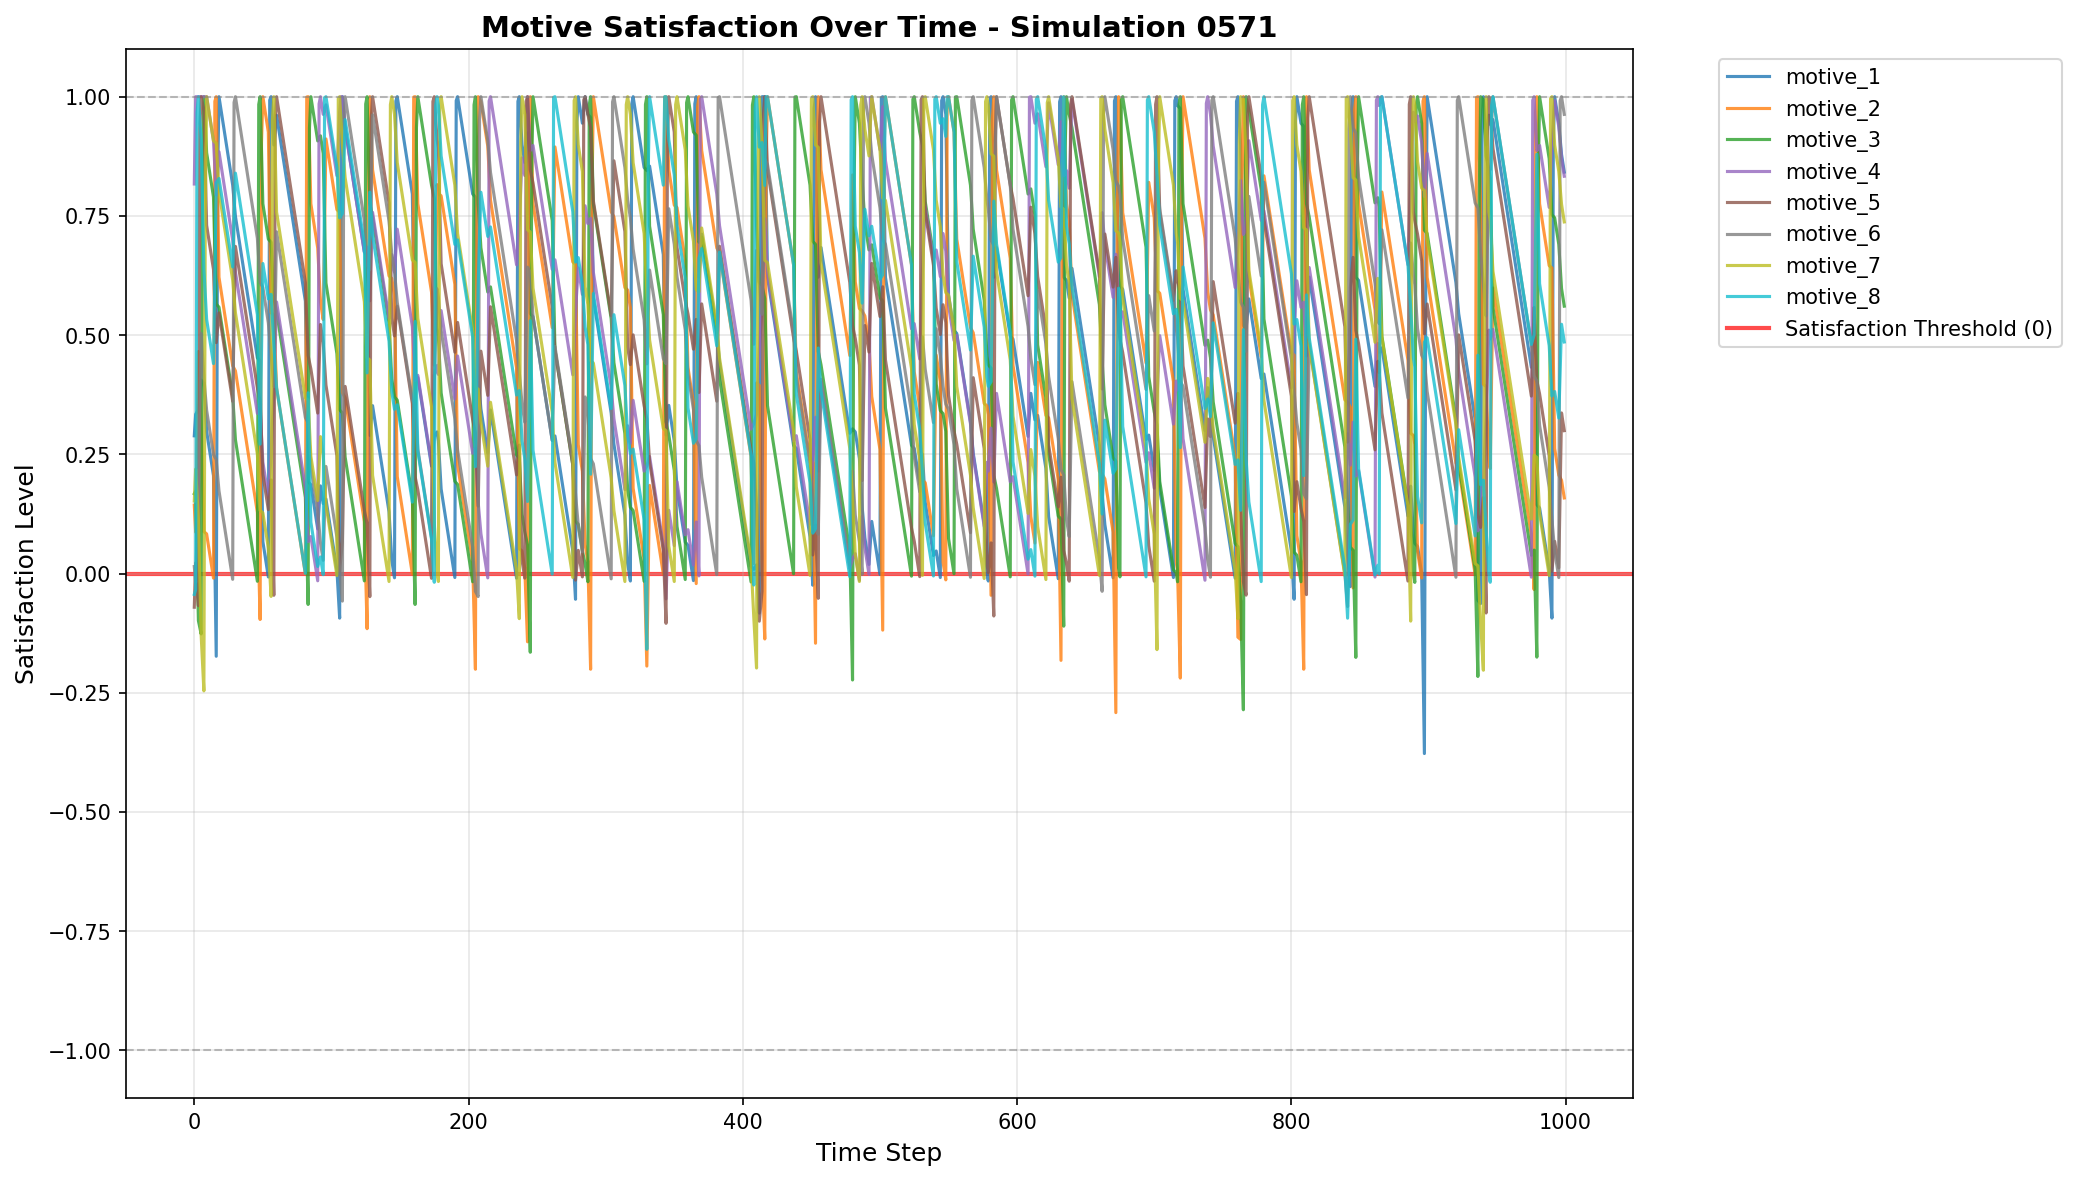 Motive Satisfaction Over Time - Simulation 0571
1.00
0.75
0.50
0.25
0.00
−0.25
−0.50
−0.75
−1.00
Satisfaction Level
0
200
400
600
800
1000
Time Step
motive_1
motive_2
motive_3
motive_4
motive_5
motive_6
motive_7
motive_8
Satisfaction Threshold (0)